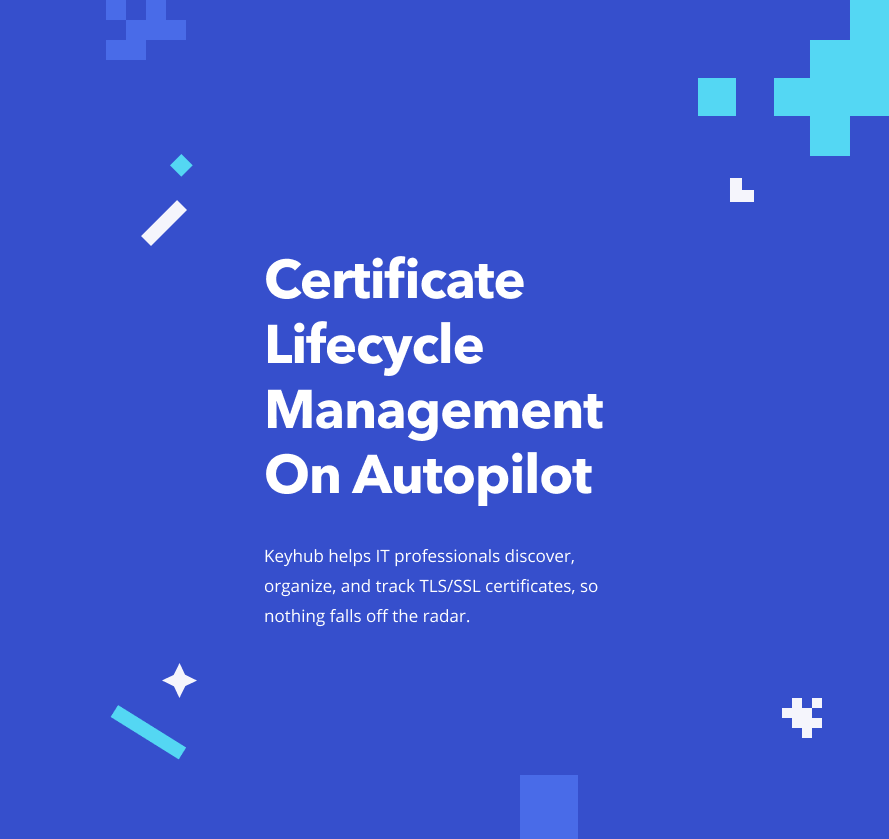 Certificate
Lifecycle
Management
On Autopilot
Keyhub helps IT professionals discover,
organize, and track TLS/SSL certificates, so
nothing falls off the radar.